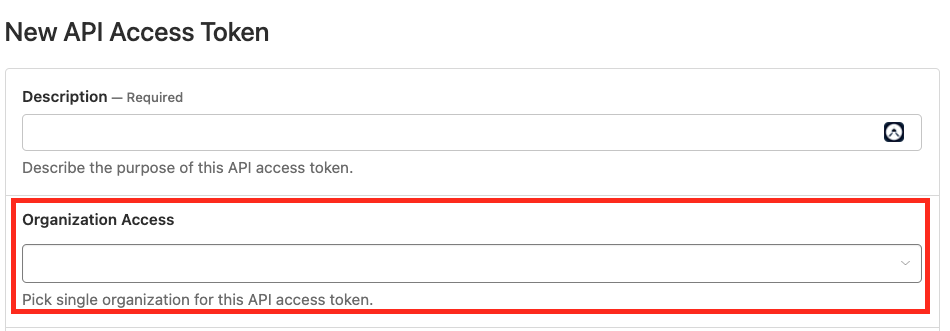 New API Access Token
Description — Required
Describe the purpose of this API access token.
Organization Access
Pick single organization for this API access token.